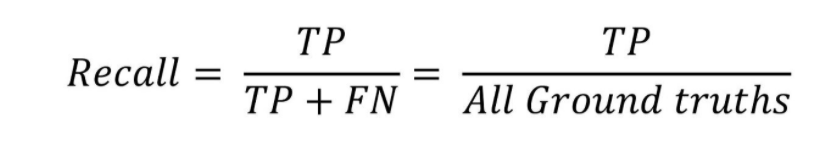 Recall = TP / TP + FN = TP / All Ground truths